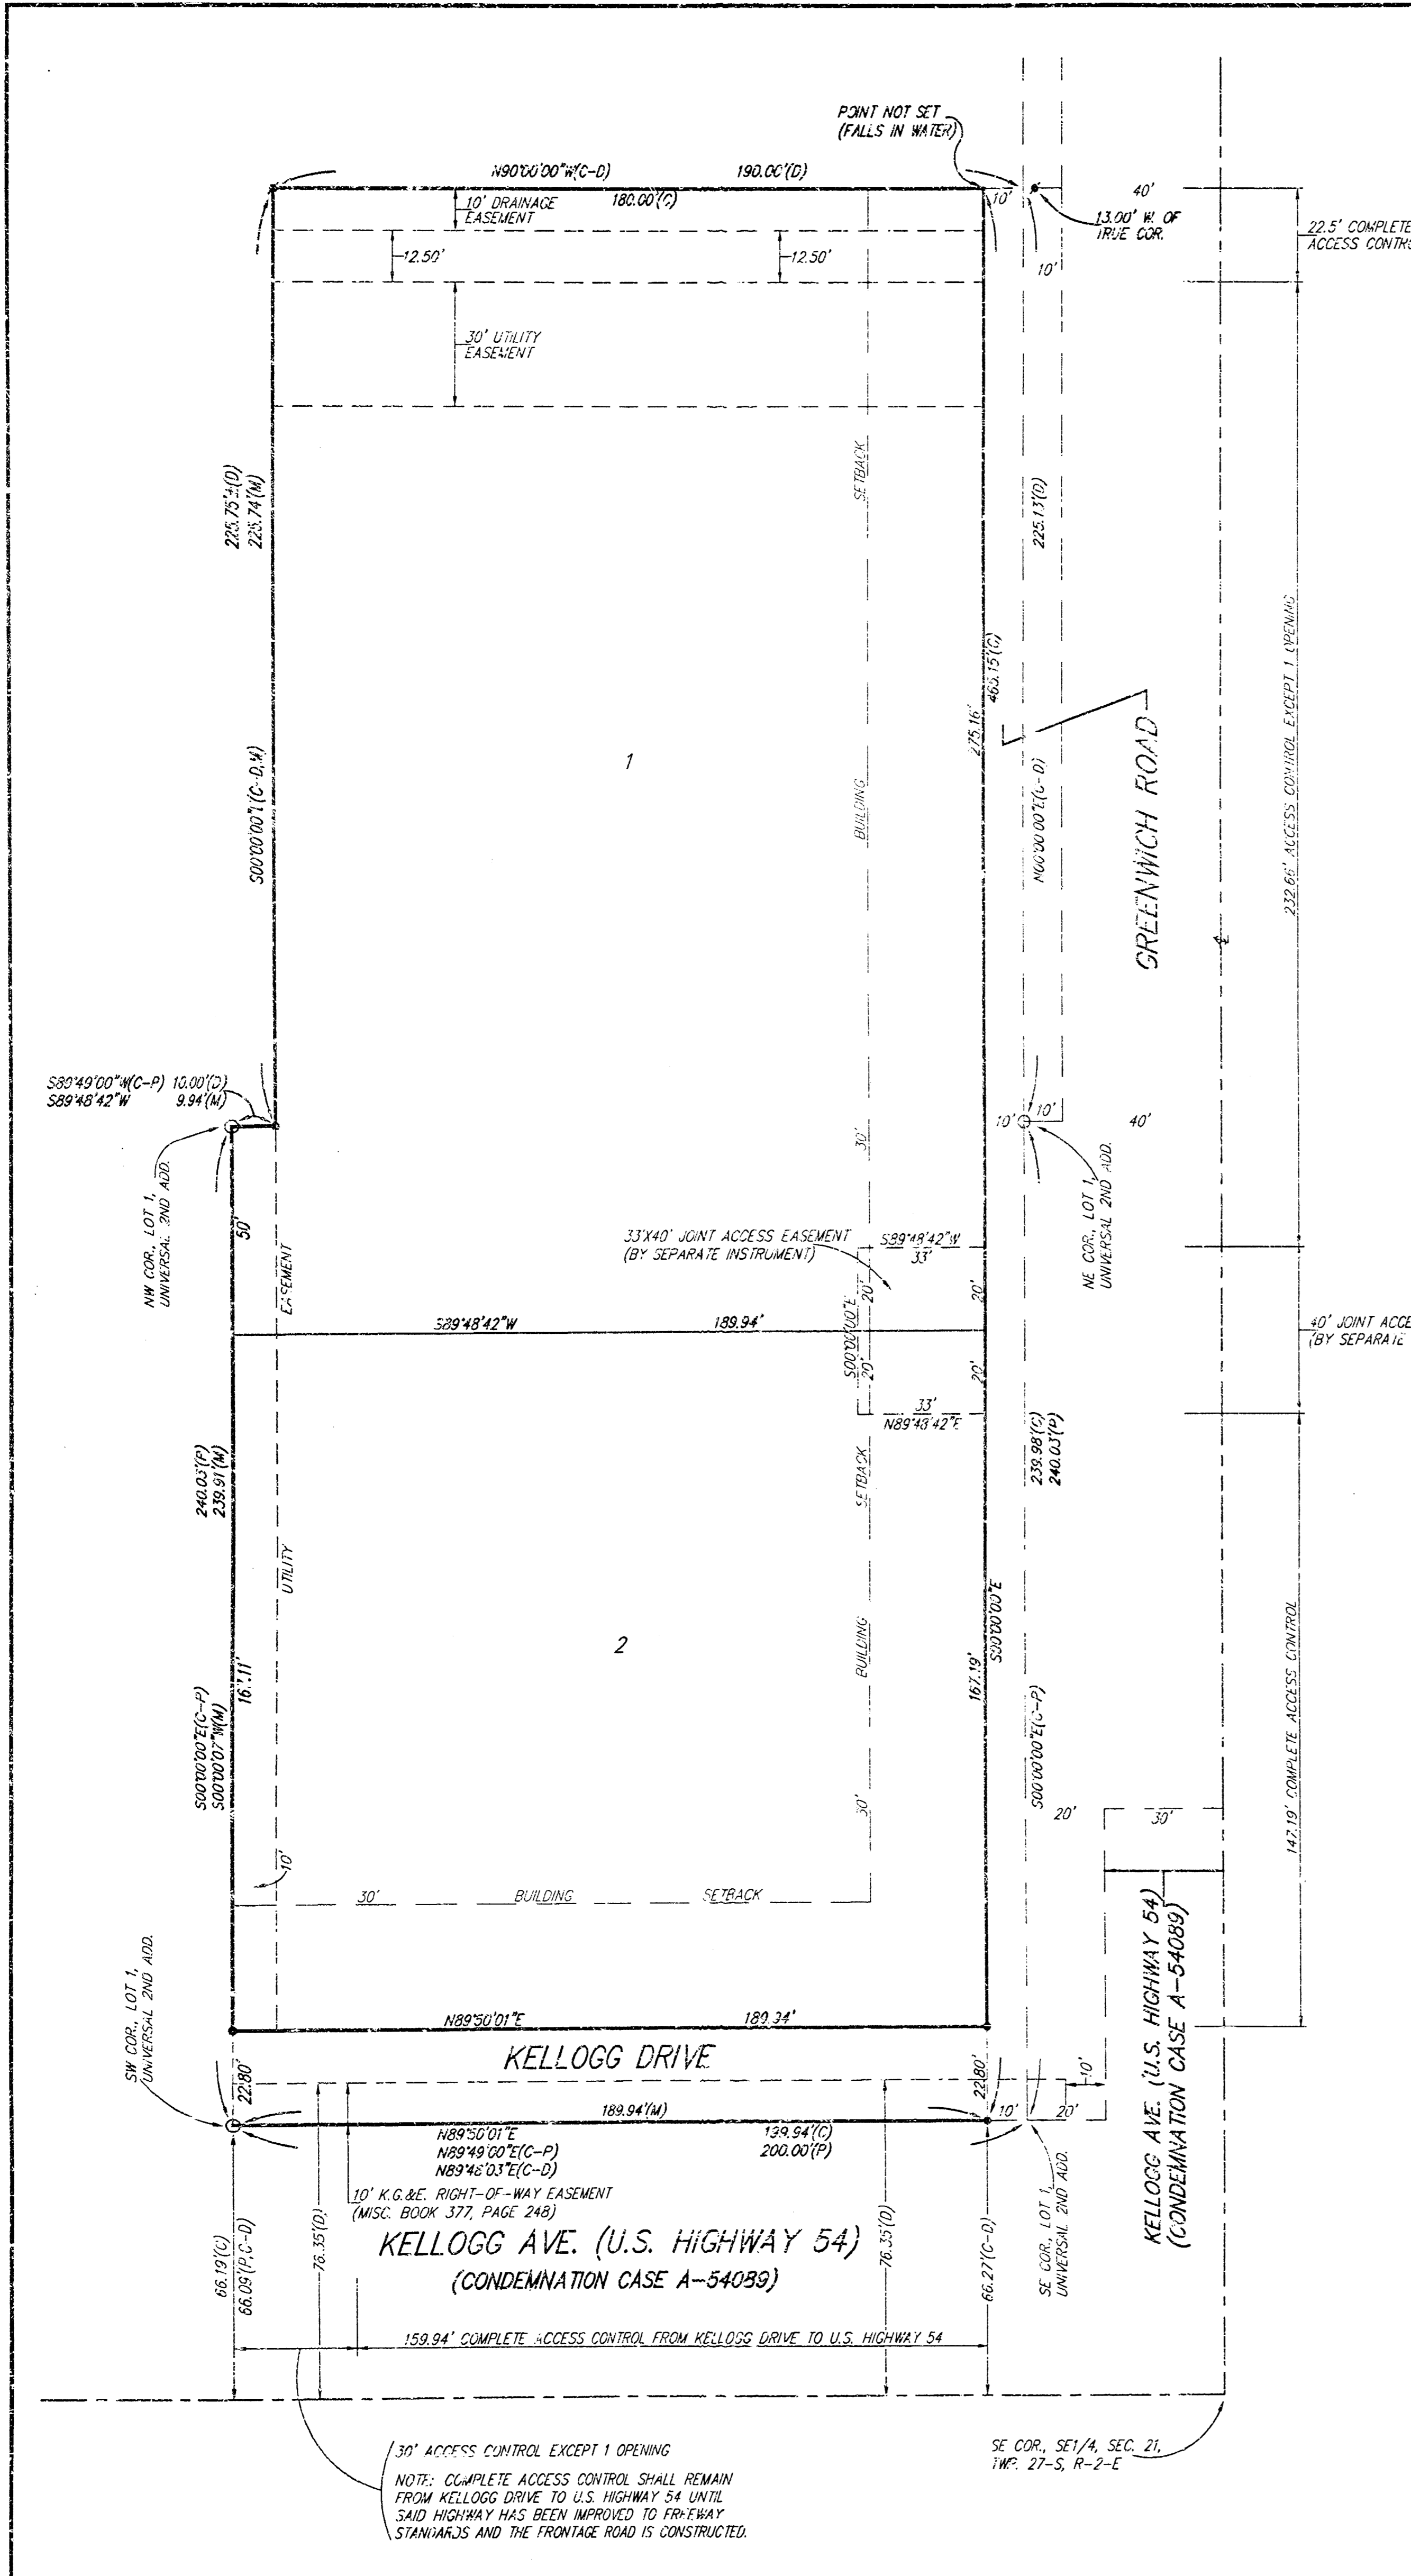 POINT NOT SET
(FALLS IN WATER)
N90°00'00"W(C-D)
190.00'(D)
180.00'(C)
10' DRAINAGE
EASEMENT
10'
40'
13.00' W. OF
TRUE COR.
22.5' COMPLETE
10'
12.50'
12.50'
30' UTILITY
EASEMENT
SETBACK
225.75'±(D)
225.74'(M)
225.13'(D)
465.15'(C)
275.16'
232.66' ACCESS CONTROL EXCEPT 1 OPENING
1
GREENWICH ROAD
BUILDING
N00°00'00"E(C-D)
S89°49'00"W(C-P) 10.00'(D)
S89°48'42"W 9.94'(M)
NW COR., LOT 1,
UNIVERSAL 2ND ADD.
50'
EASEMENT
30'
10'
10'
40'
NE COR., LOT 1,
UNIVERSAL 2ND ADD.
33'X40' JOINT ACCESS EASEMENT
(BY SEPARATE INSTRUMENT)
S89°48'42"W
33'
20'
20'
S89°48'42"W
189.94'
S00°00'00"E
20'
20'
33'
N89°48'42"E
(BY SEPARATE
240.03'(P)
239.91'(M)
239.98'(C)
240.03'(P)
SETBACK
UTILITY
S00°00'00"E
2
BUILDING
167.19'
S00°00'00"E(C-P)
S00°00'07"W(M)
S00°00'00"E(C-P)
147.19' COMPLETE ACCESS CONTROL
20'
30'
10'
30'
BUILDING
SETBACK
KELLOGG AVE. (U.S. HIGHWAY 54)
(CONDEMNATION CASE A-54089)
SW COR., LOT 1,
UNIVERSAL 2ND ADD.
N89°50'01"E
189.94'
KELLOGG DRIVE
22.80'
22.80'
10'
189.94'(M)
10'
20'
N89°50'01"E
N89°49'00"E(C-P)
200.00'(P)
10' K.G.&E. RIGHT-OF-WAY EASEMENT
(MISC. BOOK 377, PAGE 248)
SE COR., LOT 1,
UNIVERSAL 2ND ADD.
KELLOGG AVE. (U.S. HIGHWAY 54)
(CONDEMNATION CASE A-54089)
66.19'(C)
66.09'(P,C-D)
76.35'(D)
76.35'(D)
66.27'(C-D)
159.94' COMPLETE ACCESS CONTROL FROM KELLOGG DRIVE TO U.S. HIGHWAY 54
30' ACCESS CONTROL EXCEPT 1 OPENING
NOTE: COMPLETE ACCESS CONTROL SHALL REMAIN
FROM KELLOGG DRIVE TO U.S. HIGHWAY 54 UNTIL
SAID HIGHWAY HAS BEEN IMPROVED TO FREEWAY
STANDARDS AND THE FRONTAGE ROAD IS CONSTRUCTED.
SE COR., SE1/4, SEC. 21,
TWP. 27-S, R-2-E